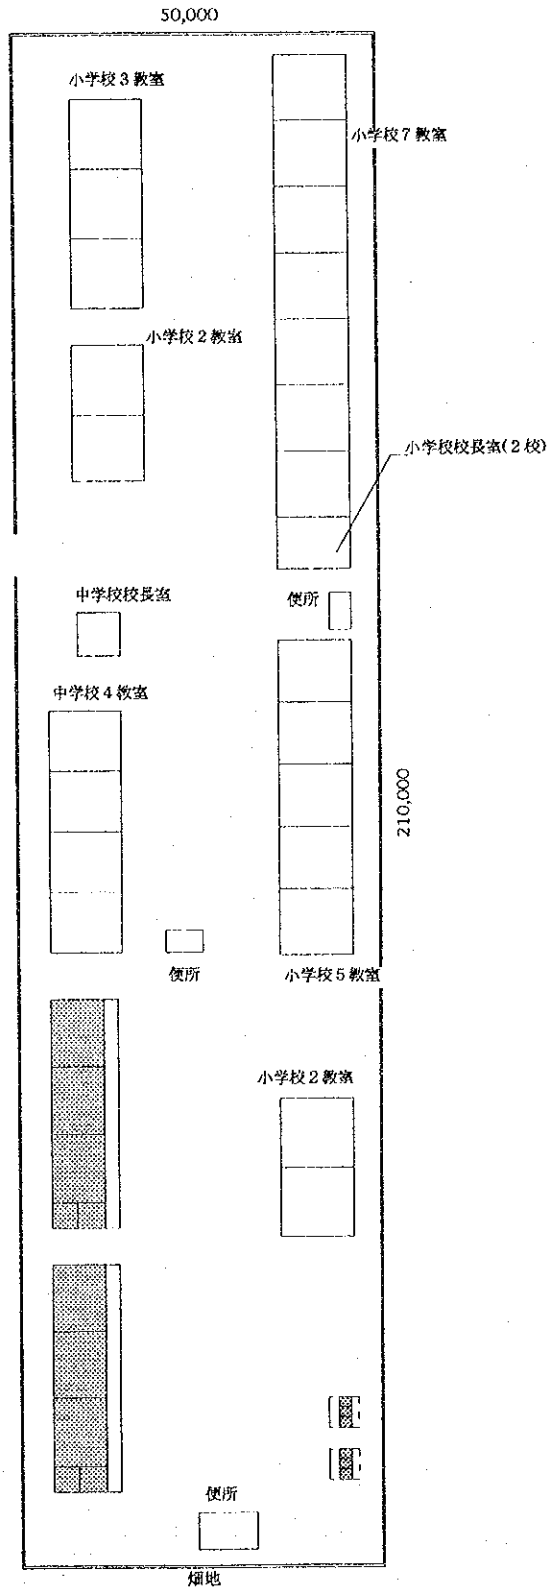 50,000
小学校3教室
小学校7教室
小学校2教室
小学校校長室(2校)
中学校校長室
便所
中学校4教室
210,000
便所
小学校5教室
小学校2教室
便所
畑地